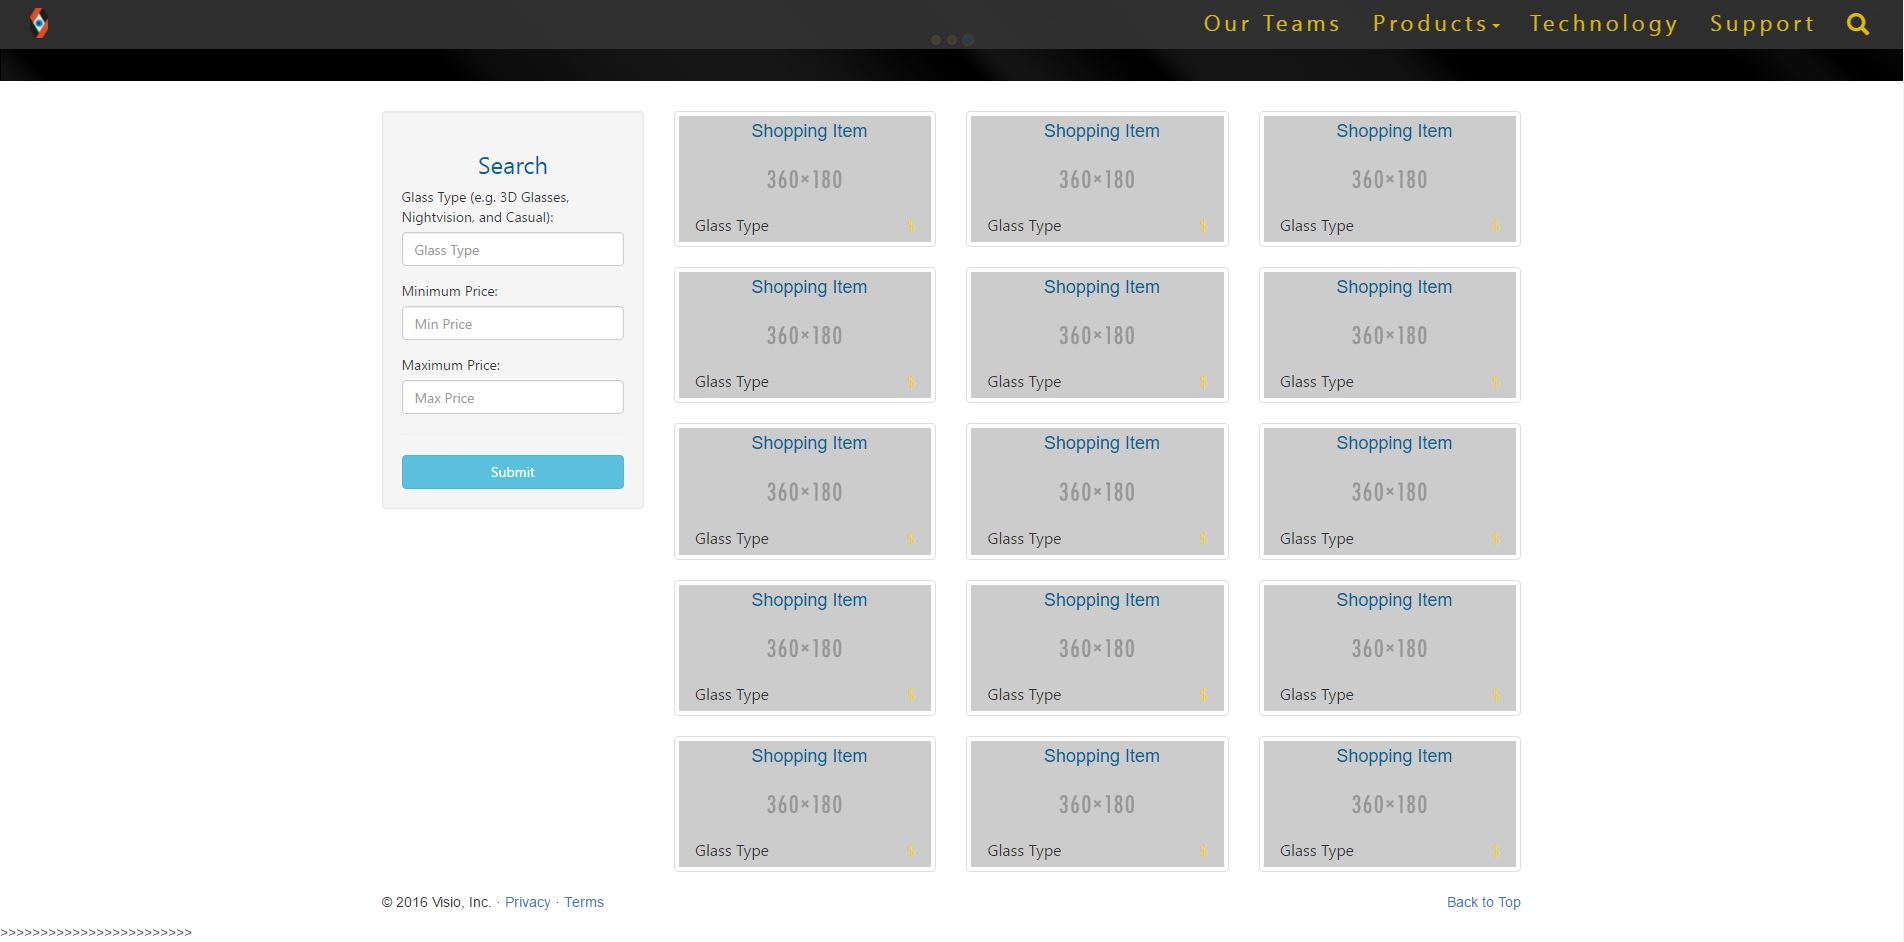 Our Teams Products Technology Support
Search
Glass Type (e.g. 3D Glasses,
Nightvision, and Casual):
Glass Type
Minimum Price:
Min Price
Maximum Price:
Max Price
Submit
Shopping Item Shopping Item Shopping Item
360×180 360×180 360×180
Glass Type $ Glass Type $ Glass Type $
Shopping Item Shopping Item Shopping Item
360×180 360×180 360×180
Glass Type $ Glass Type $ Glass Type $
Shopping Item Shopping Item Shopping Item
360×180 360×180 360×180
Glass Type $ Glass Type $ Glass Type $
Shopping Item Shopping Item Shopping Item
360×180 360×180 360×180
Glass Type $ Glass Type $ Glass Type $
Shopping Item Shopping Item Shopping Item
360×180 360×180 360×180
Glass Type $ Glass Type $ Glass Type $
© 2016 Visio, Inc. · Privacy · Terms Back to Top
>>>>>>>>>>>>>>>>>>>>>>>>